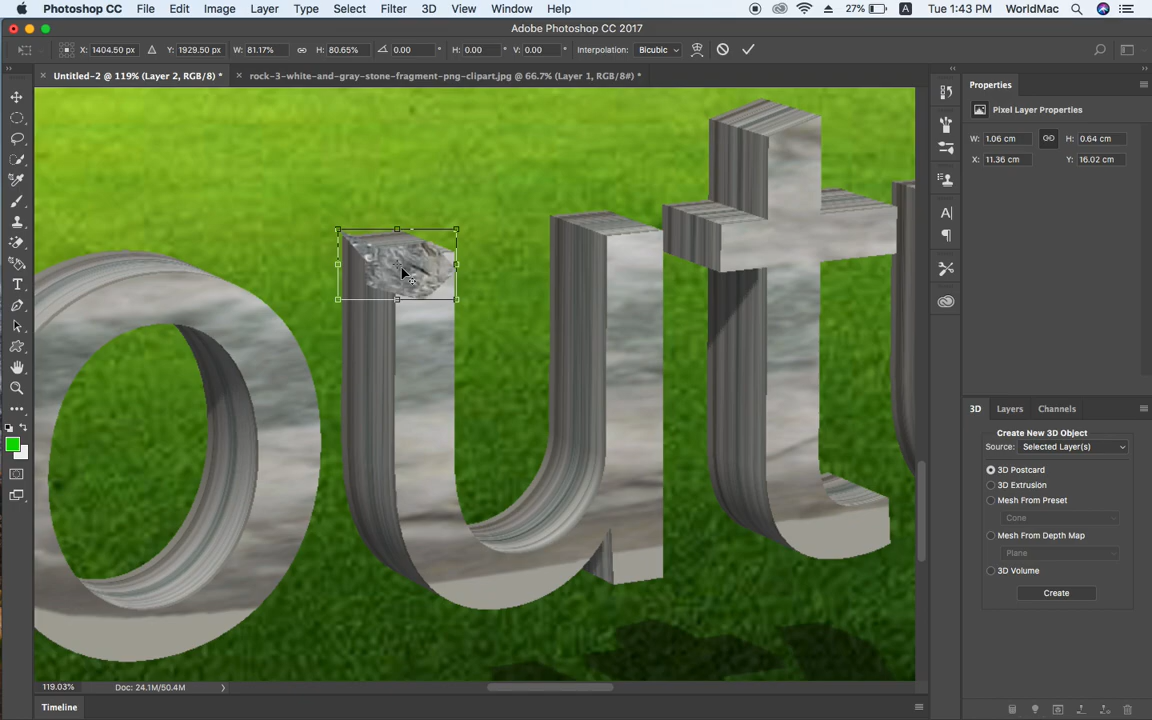 Photoshop CC File Edit Image Layer Type Select Filter 3D View Window Help 27% A Tue 1:43 PM WorldMac
Adobe Photoshop CC 2017
X: 1404.50 px Y: 1929.50 px W: 81.17% H: 80.65% 0.00 ° H: 0.00 ° V: 0.00 ° Interpolation: Bicubic
× Untitled-2 @ 119% (Layer 2, RGB/8) * × rock-3-white-and-gray-stone-fragment-png-clipart.jpg @ 66.7% (Layer 1, RGB/8#) *
Properties
Pixel Layer Properties
W: 1.06 cm H: 0.64 cm
X: 11.36 cm Y: 16.02 cm
out
3D Layers Channels
Create New 3D Object
Source: Selected Layer(s)
3D Postcard
3D Extrusion
Mesh From Preset
Cone
Mesh From Depth Map
Plane
3D Volume
Create
119.03% Doc: 24.1M/50.4M
Timeline